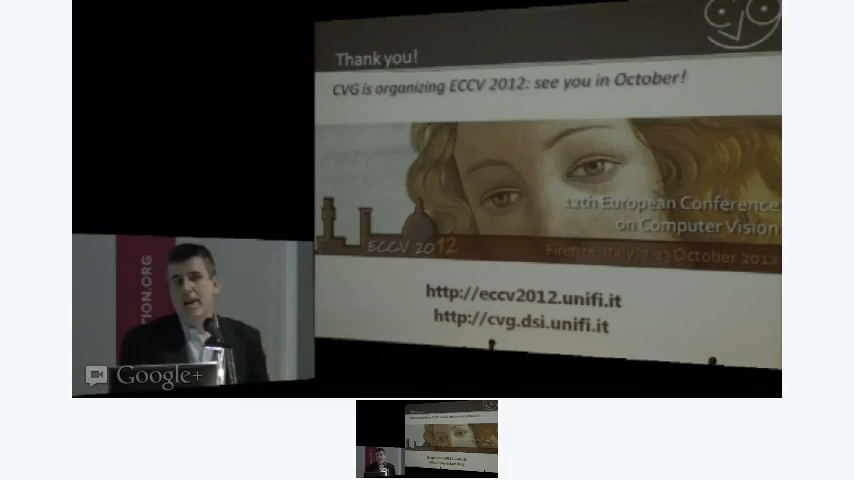 Thank you!
CVG is organizing ECCV 2012: see you in October!
12th European Conference
on Computer Vision
ECCV 2012
Firenze, Italy, 7-13 October 2012
http://eccv2012.unifi.it
http://cvg.dsi.unifi.it
TION.ORG
Google+